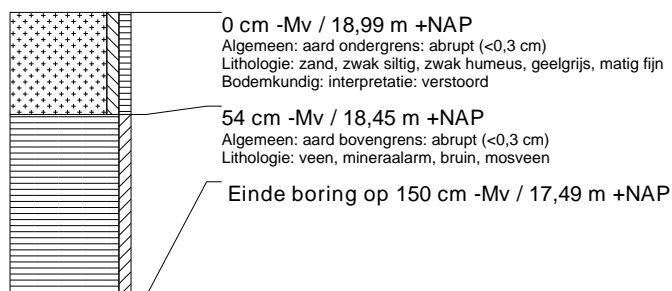 0 cm -Mv / 18,99 m +NAP
Algemeen: aard ondergrens: abrupt (<0,3 cm)
Lithologie: zand, zwak siltig, zwak humeus, geelgrijs, matig fijn
Bodemkundig: interpretatie: verstoord
54 cm -Mv / 18,45 m +NAP
Algemeen: aard bovengrens: abrupt (<0,3 cm)
Lithologie: veen, mineraalarm, bruin, mosveen
Einde boring op 150 cm -Mv / 17,49 m +NAP